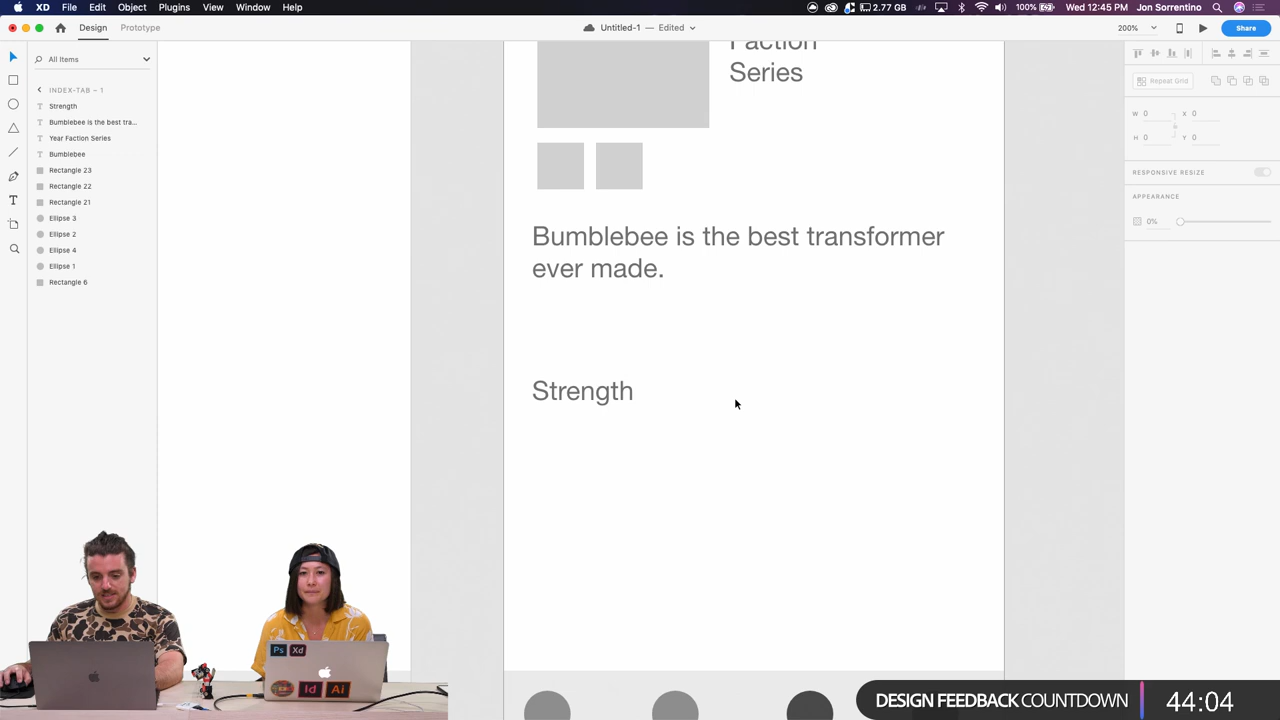 XD File Edit Object Plugins View Window Help
2.77 GB 100% Wed 12:45 PM Jon Sorrentino
Design Prototype
Untitled-1 — Edited
200% Share
All Items
INDEX-TAB – 1
Strength
Bumblebee is the best tra...
Year Faction Series
Bumblebee
Rectangle 23
Rectangle 22
Rectangle 21
Ellipse 3
Ellipse 2
Ellipse 4
Ellipse 1
Rectangle 6
Faction
Series
Bumblebee is the best transformer
ever made.
Strength
Repeat Grid
W 0 X 0
H 0 Y 0
RESPONSIVE RESIZE
APPEARANCE
0%
Ps Xd
Id Ai
DESIGN FEEDBACK COUNTDOWN 44:04